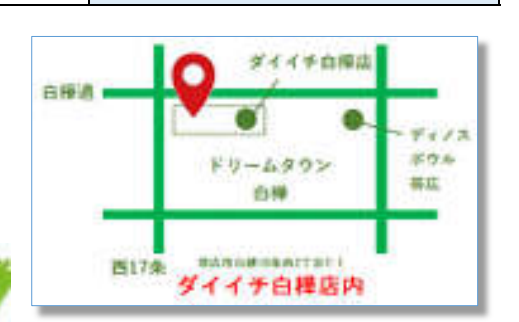 ダイイチ白樺店
白樺通
ディノス
ボウル
帯広
ドリームタウン
白樺
西17条
ダイイチ白樺店内